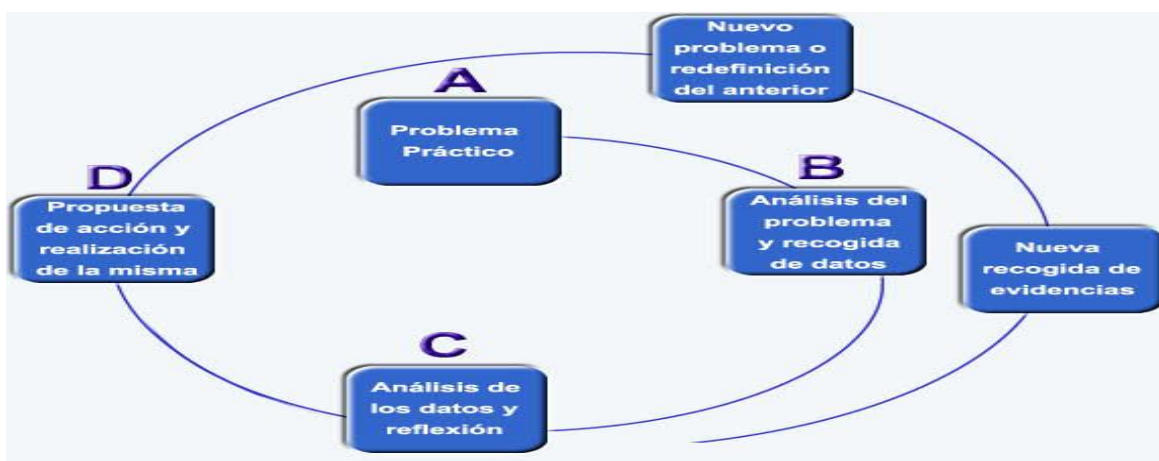 Nuevo
problema o
redefinición
del anterior
A
Problema
Práctico
B
Análisis del
problema
y recogida
de datos
Nueva
recogida de
evidencias
C
Análisis de
los datos y
reflexión
D
Propuesta
de acción y
realización
de la misma